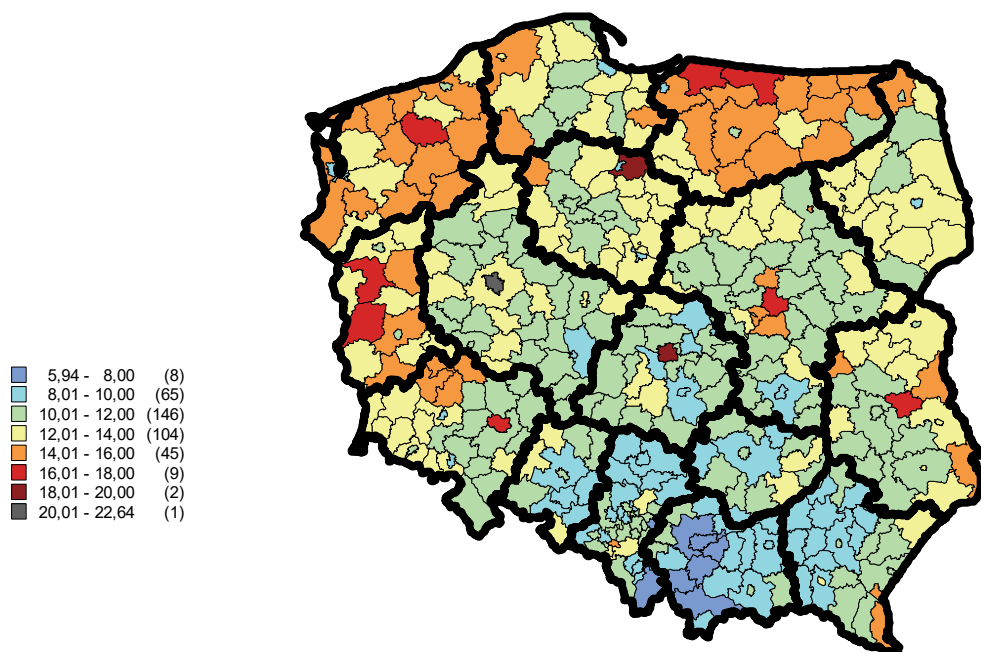 5,94 - 8,00 (8)
8,01 - 10,00 (65)
10,01 - 12,00 (146)
12,01 - 14,00 (104)
14,01 - 16,00 (45)
16,01 - 18,00 (9)
18,01 - 20,00 (2)
20,01 - 22,64 (1)